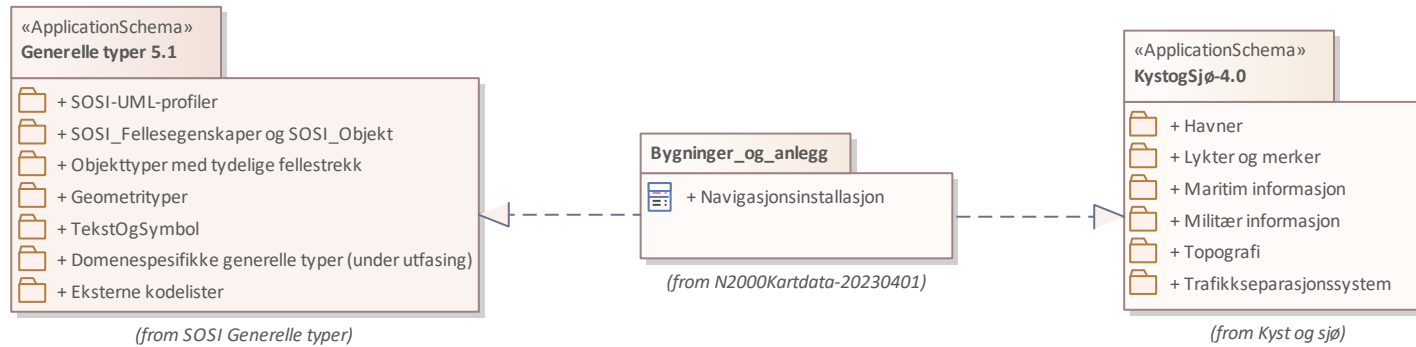 «ApplicationSchema»
Generelle typer 5.1
+ SOSI-UML-profiler
+ SOSI_Fellesegenskaper og SOSI_Objekt
+ Objekttyper med tydelige fellestrekk
+ Geometrityper
+ TekstOgSymbol
+ Domenespesifikke generelle typer (under utfasing)
+ Eksterne kodelister
(from SOSI Generelle typer)
Bygninger_og_anlegg
+ Navigasjonsinstallasjon
(from N2000Kartdata-20230401)
«ApplicationSchema»
KystogSjø-4.0
+ Havner
+ Lykter og merker
+ Maritim informasjon
+ Militær informasjon
+ Topografi
+ Trafikkseparasjonssystem
(from Kyst og sjø)